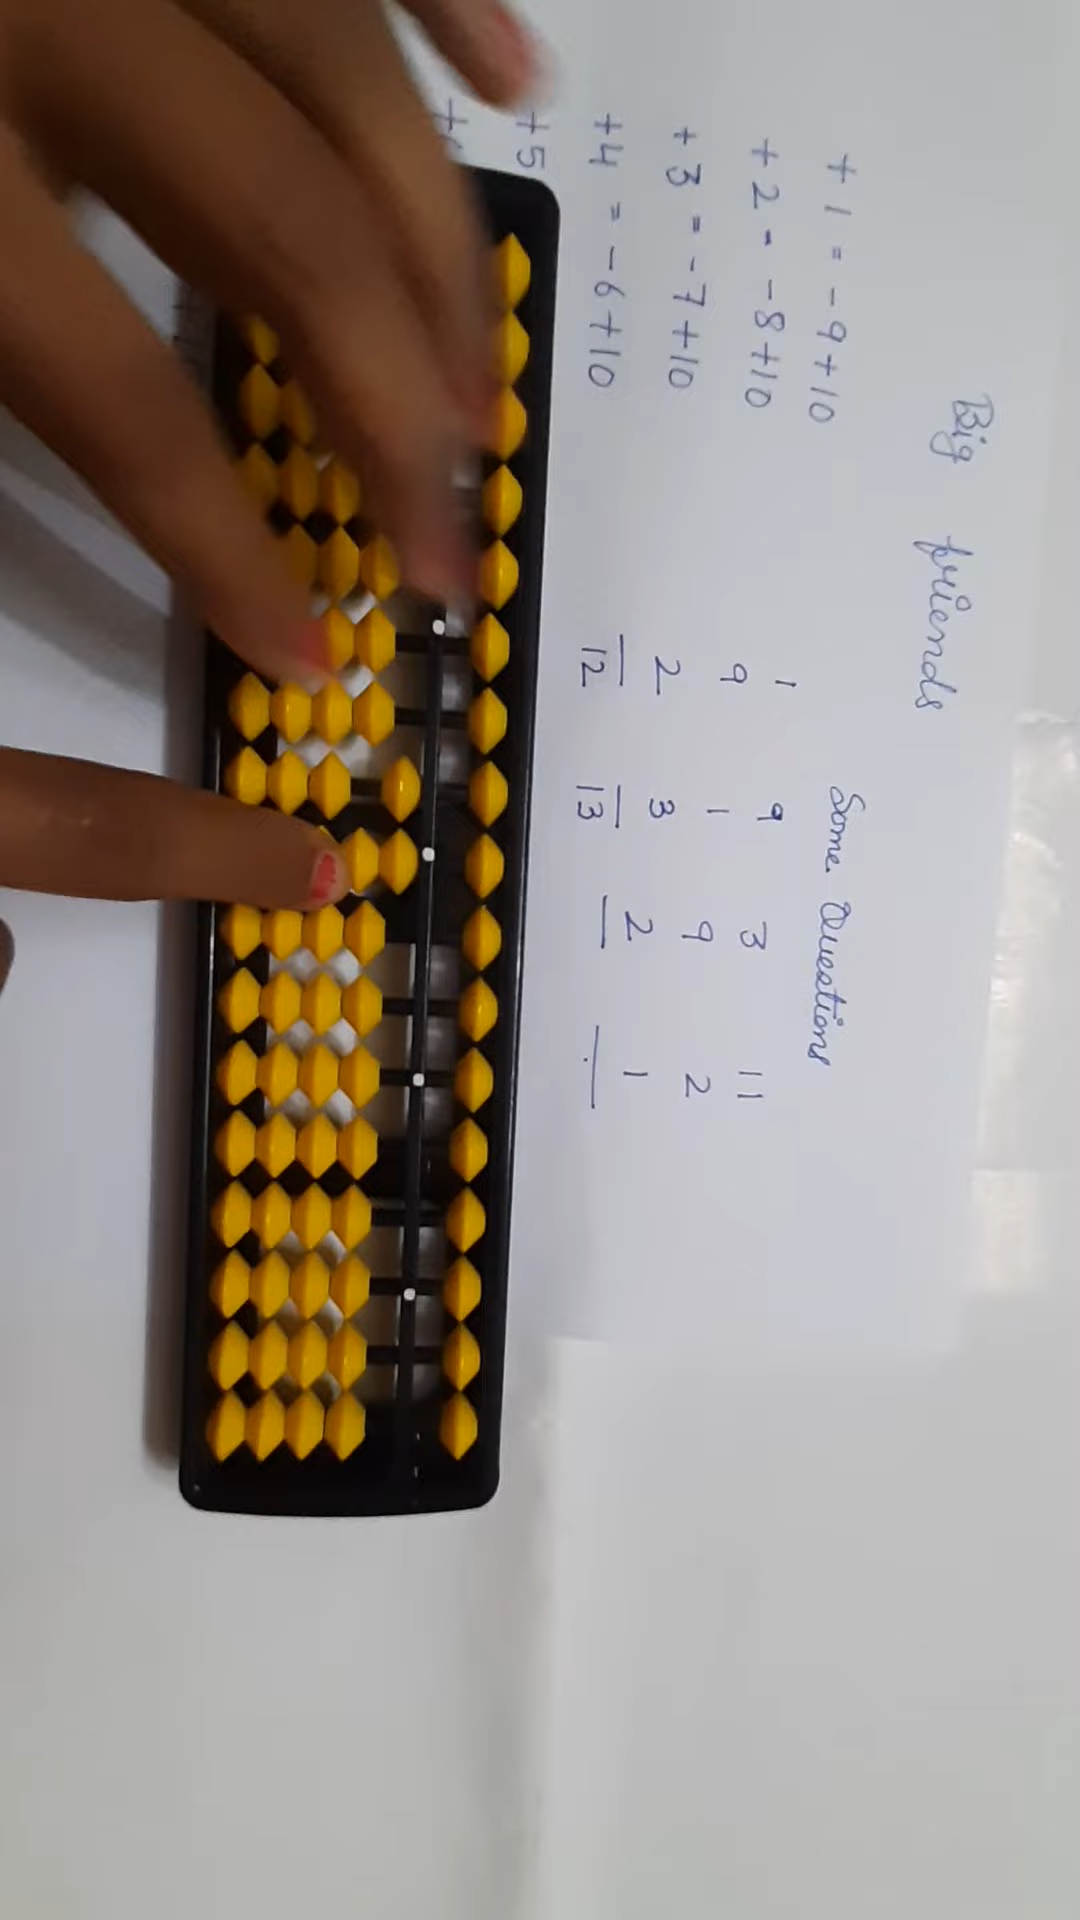 Big friends
+ 1 = - 9 + 10
+ 2 - - 8 + 10
+ 3 = - 7 + 10
+ 4 = - 6 + 10
+ 5
Some Questions
1 9 3 11
9 1 9 2
2 3 2 1
12 13